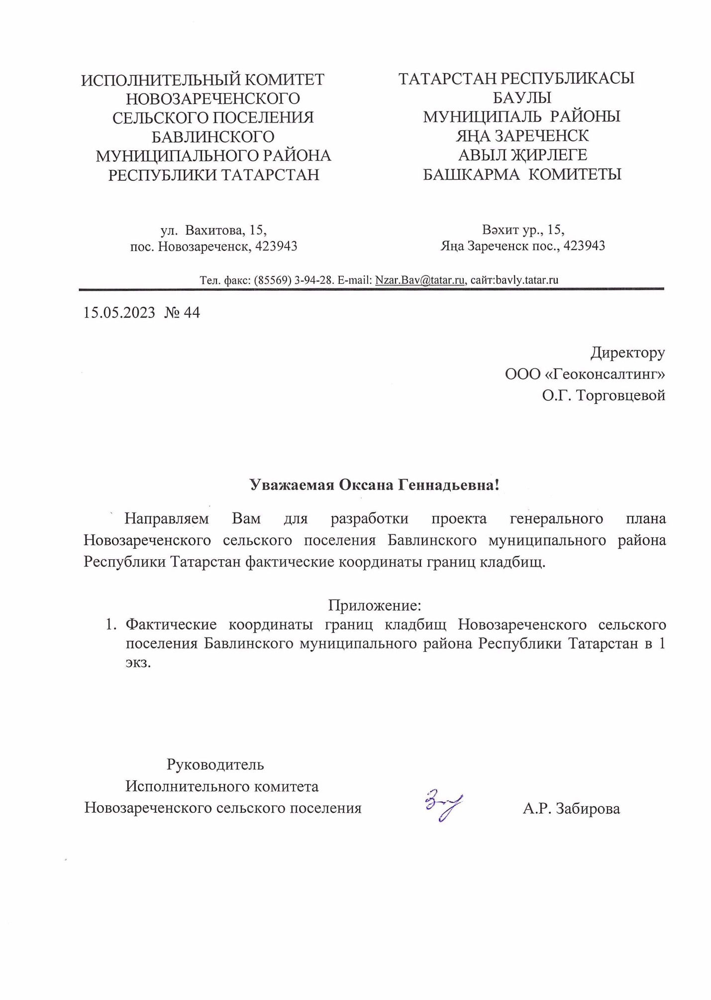 ИСПОЛНИТЕЛЬНЫЙ КОМИТЕТ
НОВОЗАРЕЧЕНСКОГО
СЕЛЬСКОГО ПОСЕЛЕНИЯ
БАВЛИНСКОГО
МУНИЦИПАЛЬНОГО РАЙОНА
РЕСПУБЛИКИ ТАТАРСТАН
ул. Вахитова, 15,
пос. Новозареченск, 423943
ТАТАРСТАН РЕСПУБЛИКАСЫ
БАУЛЫ
МУНИЦИПАЛЬ РАЙОНЫ
ЯҢА ЗАРЕЧЕНСК
АВЫЛ ҖИРЛЕГЕ
БАШКАРМА КОМИТЕТЫ
Вәхит ур., 15,
Яңа Зареченск пос., 423943
Тел. факс: (85569) 3-94-28. E-mail: Nzar.Bav@tatar.ru, сайт:bavly.tatar.ru
15.05.2023 № 44
Директору
ООО «Геоконсалтинг»
О.Г. Торговцевой
Уважаемая Оксана Геннадьевна!
Направляем Вам для разработки проекта генерального плана
Новозареченского сельского поселения Бавлинского муниципального района
Республики Татарстан фактические координаты границ кладбищ.
Приложение:
1. Фактические координаты границ кладбищ Новозареченского сельского
поселения Бавлинского муниципального района Республики Татарстан в 1
экз.
Руководитель
Исполнительного комитета
Новозареченского сельского поселения А.Р. Забирова